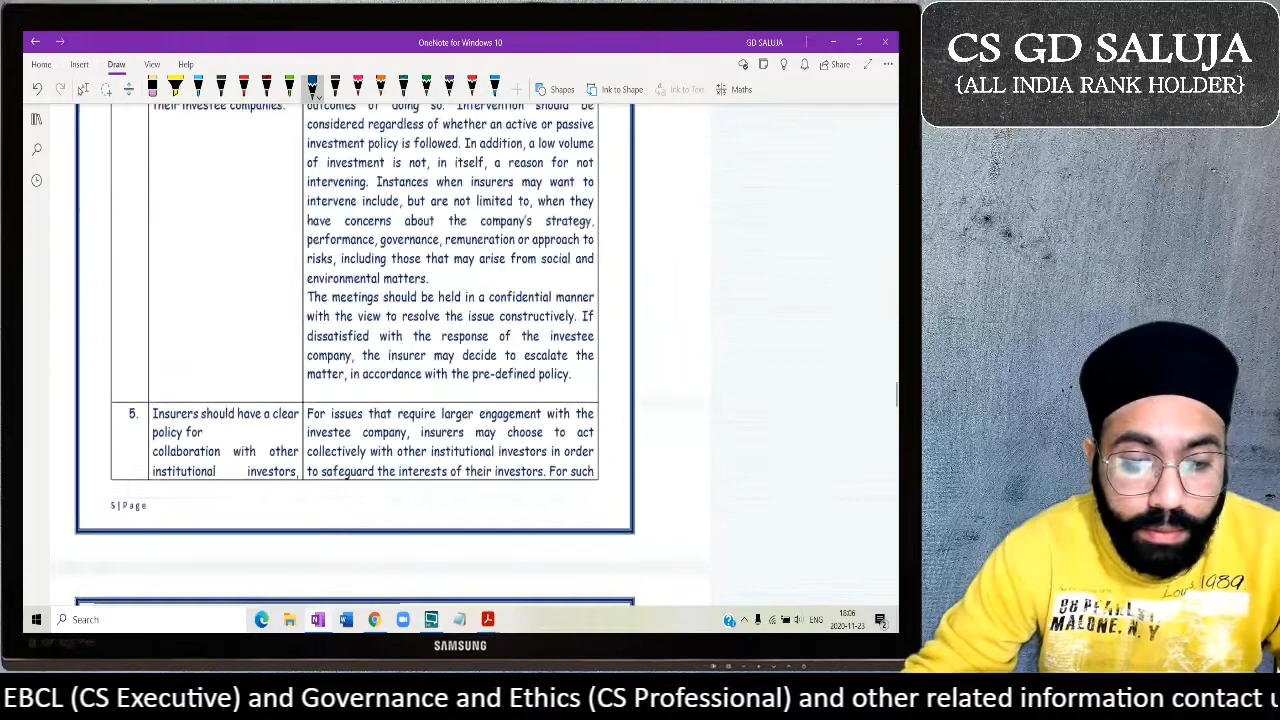 OneNote for Windows 10
GD SALUJA
Home
Insert
Draw
View
Help
Share
Shapes
Ink to Shape
Ink to Text
Maths
their investee companies.
outcomes of doing so. Intervention should be
considered regardless of whether an active or passive
investment policy is followed. In addition, a low volume
of investment is not, in itself, a reason for not
intervening. Instances when insurers may want to
intervene include, but are not limited to, when they
have concerns about the company's strategy,
performance, governance, remuneration or approach to
risks, including those that may arise from social and
environmental matters.
The meetings should be held in a confidential manner
with the view to resolve the issue constructively. If
dissatisfied with the response of the investee
company, the insurer may decide to escalate the
matter, in accordance with the pre-defined policy.
5.
Insurers should have a clear
policy for
collaboration with other
institutional investors,
For issues that require larger engagement with the
investee company, insurers may choose to act
collectively with other institutional investors in order
to safeguard the interests of their investors. For such
5|Page
Search
ENG
18:06
2020-11-23
SAMSUNG
CS GD SALUJA
{ALL INDIA RANK HOLDER}
1989
MALONE, N.Y
EBCL (CS Executive) and Governance and Ethics (CS Professional) and other related information contact u